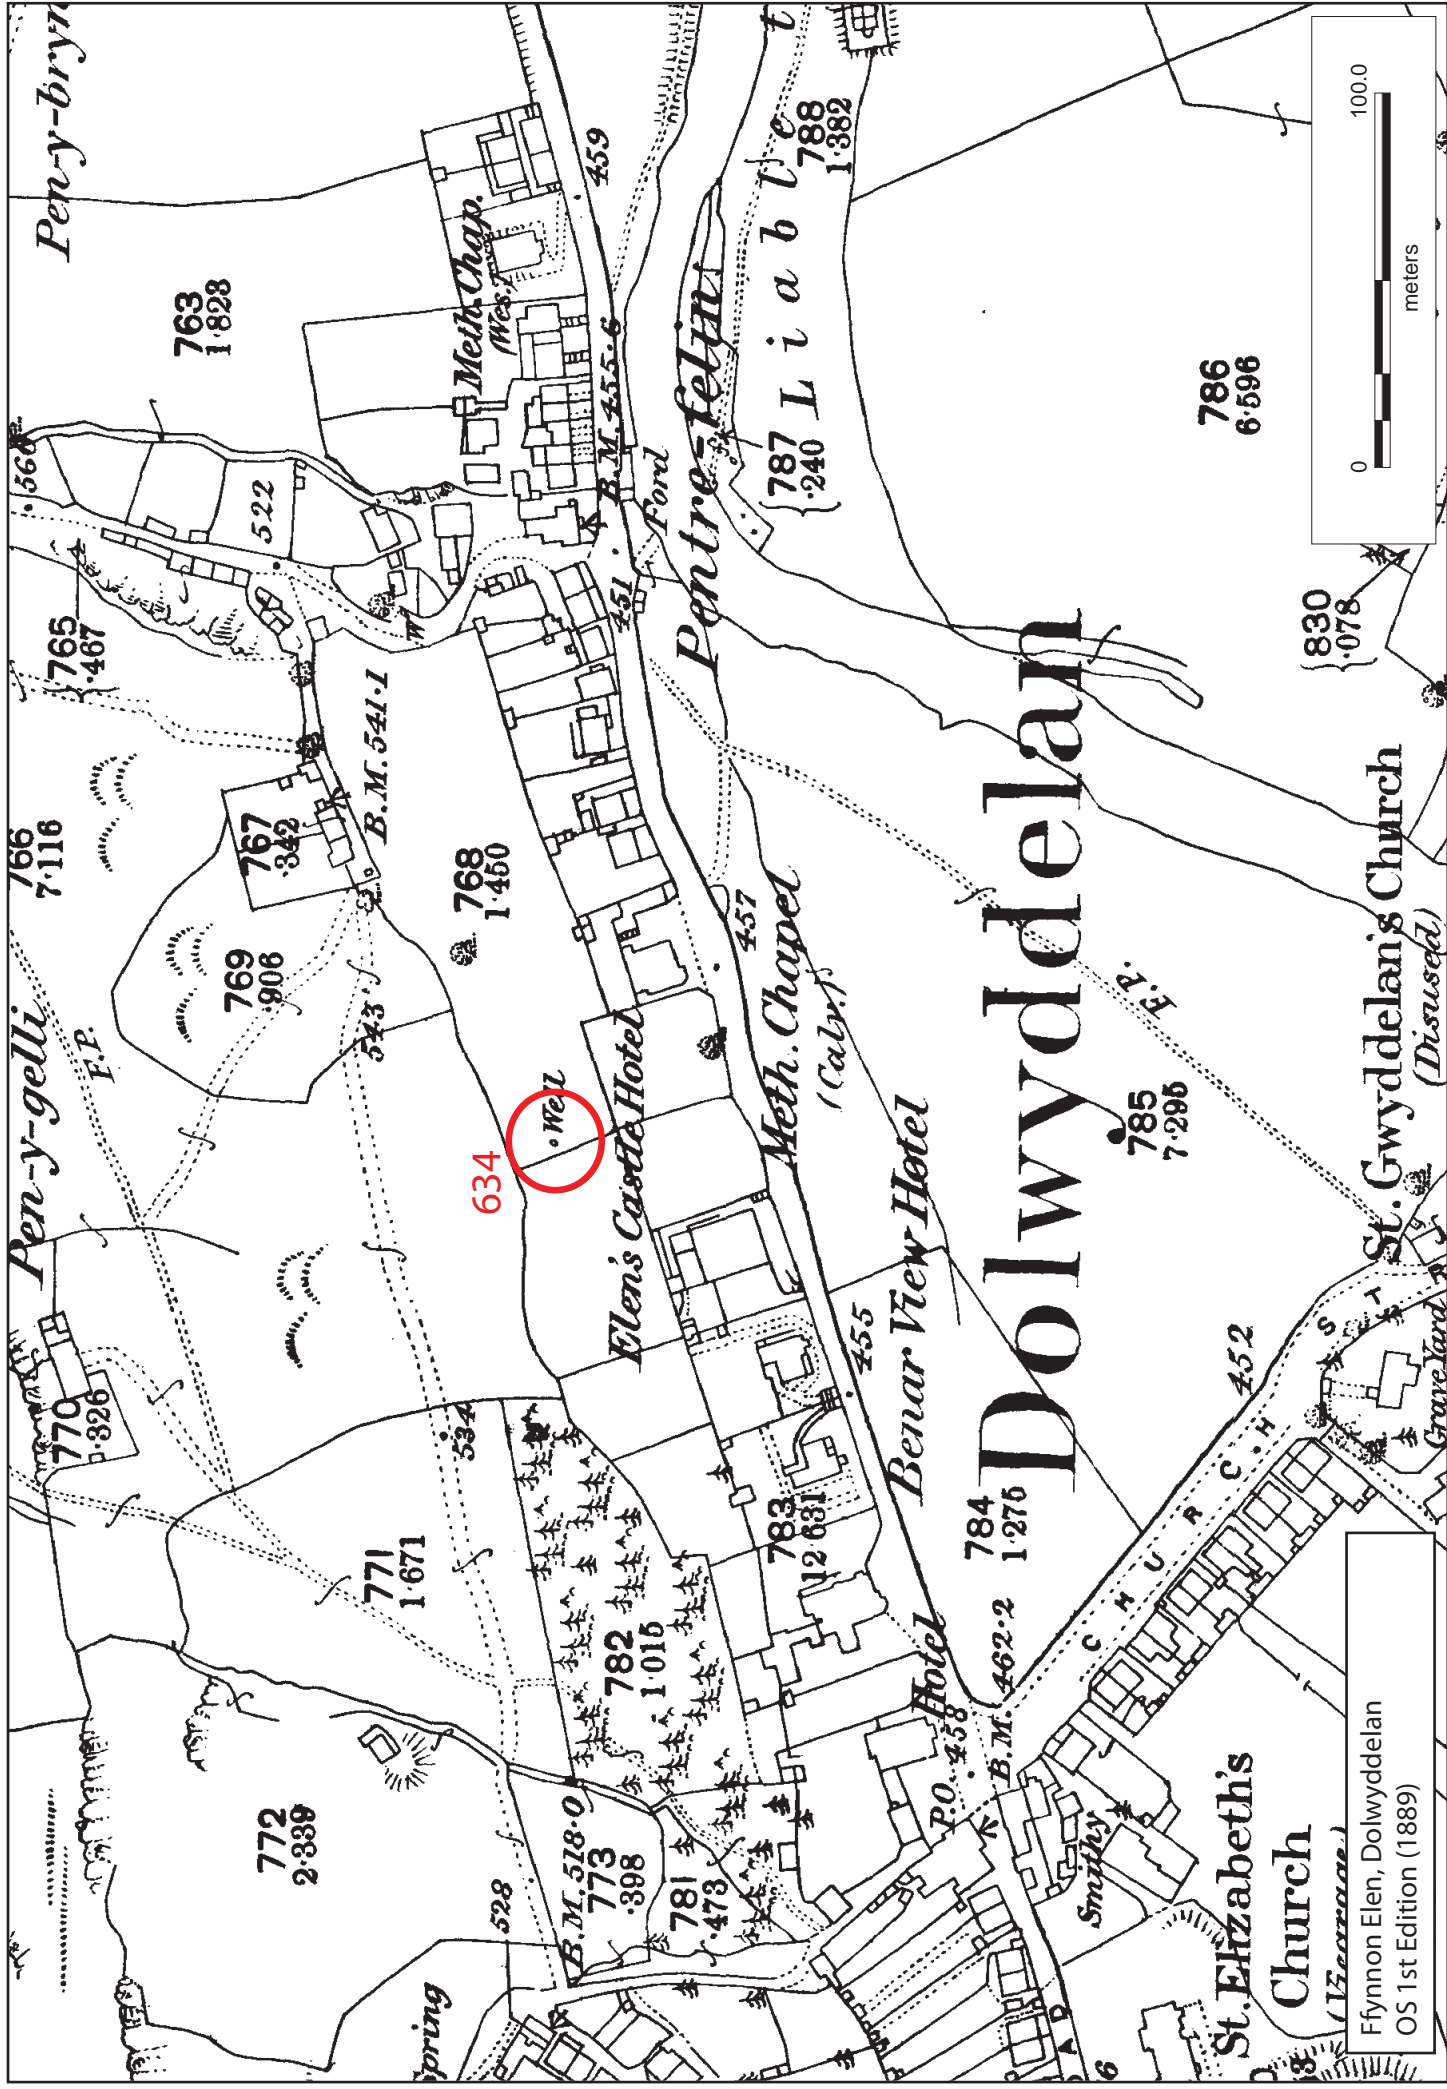 Pen-y-gelli
Pen-y-bryn
766
7·116
F.P.
770
·326
765
·467
763
1·828
522
772
2·339
769
·906
767
·342
771
1·671
543
B.M. 541·1
W
Spring
534
634
768
1·450
Meth. Chap.
(Wes.)
528
Well
B.M. 518·0
773
·398
782
1·015
Elen's Castle Hotel
459
B.M. 455·6
451
Ford
781
·473
457
Pentre-felin
783
12·631
Meth. Chapel
(Calv.)
787
·240
Liable t
788
1·382
455
Benar View Hotel
Hotel
P.O.
458
B.M. 462·2
784
1·275
Dolwyddelan
Smithy
CHURCH ST
785
7·295
F.P.
452
786
6·596
St. Elizabeth's
Church
(Vicarage)
St. Gwyddelan's Church
(Disused)
830
·078
Grave Yard
Ffynnon Elen, Dolwyddelan
OS 1st Edition (1889)
0
100.0
meters